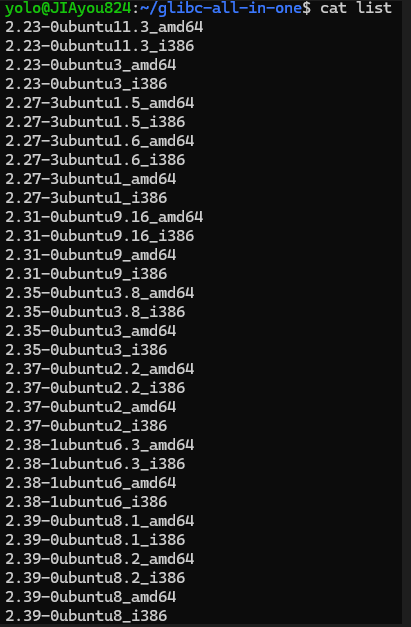 yolo@JIAyou824:~/glibc-all-in-one$ cat list
2.23-0ubuntu11.3_amd64
2.23-0ubuntu11.3_i386
2.23-0ubuntu3_amd64
2.23-0ubuntu3_i386
2.27-3ubuntu1.5_amd64
2.27-3ubuntu1.5_i386
2.27-3ubuntu1.6_amd64
2.27-3ubuntu1.6_i386
2.27-3ubuntu1_amd64
2.27-3ubuntu1_i386
2.31-0ubuntu9.16_amd64
2.31-0ubuntu9.16_i386
2.31-0ubuntu9_amd64
2.31-0ubuntu9_i386
2.35-0ubuntu3.8_amd64
2.35-0ubuntu3.8_i386
2.35-0ubuntu3_amd64
2.35-0ubuntu3_i386
2.37-0ubuntu2.2_amd64
2.37-0ubuntu2.2_i386
2.37-0ubuntu2_amd64
2.37-0ubuntu2_i386
2.38-1ubuntu6.3_amd64
2.38-1ubuntu6.3_i386
2.38-1ubuntu6_amd64
2.38-1ubuntu6_i386
2.39-0ubuntu8.1_amd64
2.39-0ubuntu8.1_i386
2.39-0ubuntu8.2_amd64
2.39-0ubuntu8.2_i386
2.39-0ubuntu8_amd64
2.39-0ubuntu8_i386